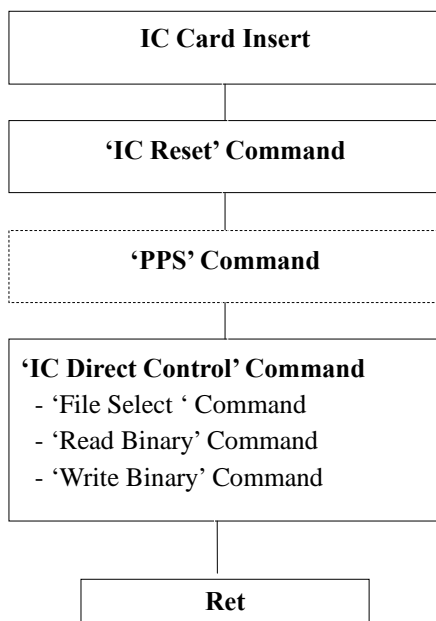 IC Card Insert
‘IC Reset’ Command
‘PPS’ Command
‘IC Direct Control’ Command
- ‘File Select ‘ Command
- ‘Read Binary’ Command
- ‘Write Binary’ Command
Ret